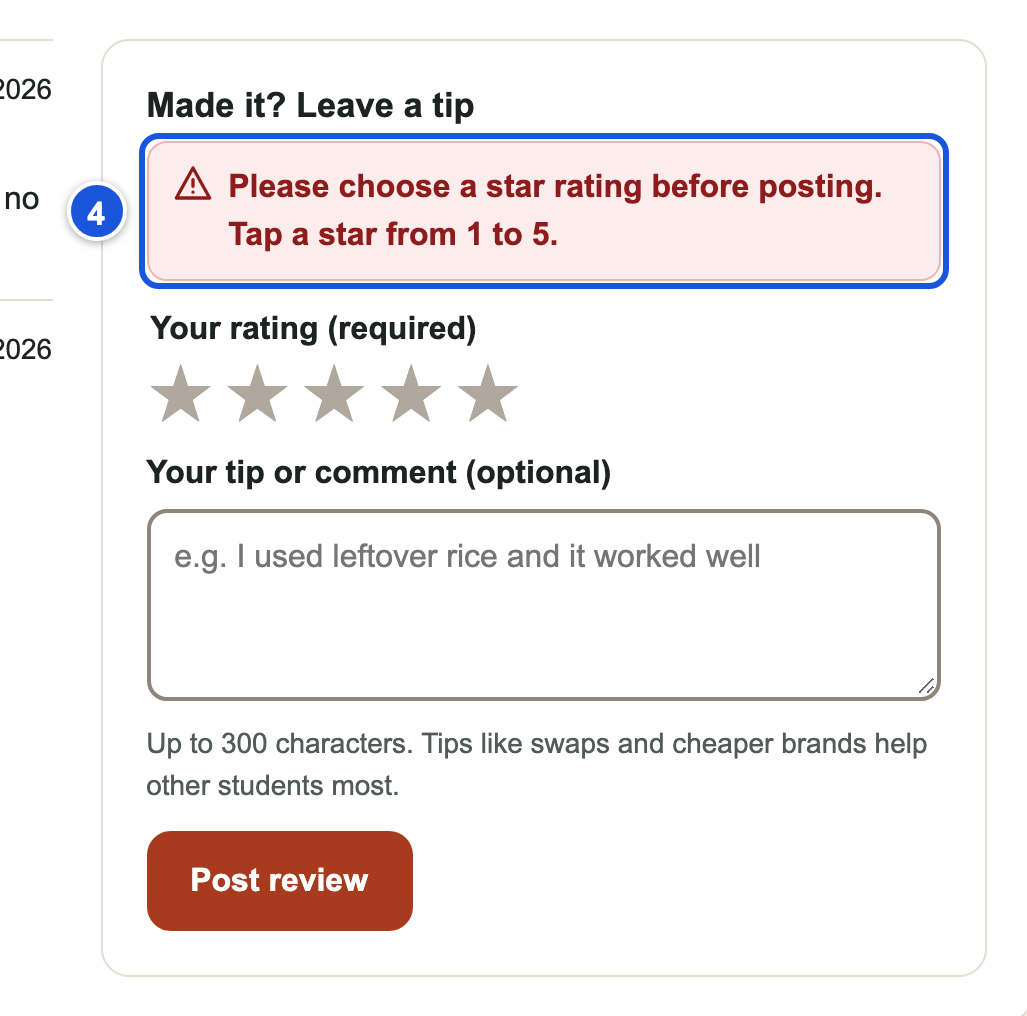 2026
no
2026
4
Made it? Leave a tip
Please choose a star rating before posting.
Tap a star from 1 to 5.
Your rating (required)
Your tip or comment (optional)
e.g. I used leftover rice and it worked well
Up to 300 characters. Tips like swaps and cheaper brands help
other students most.
Post review